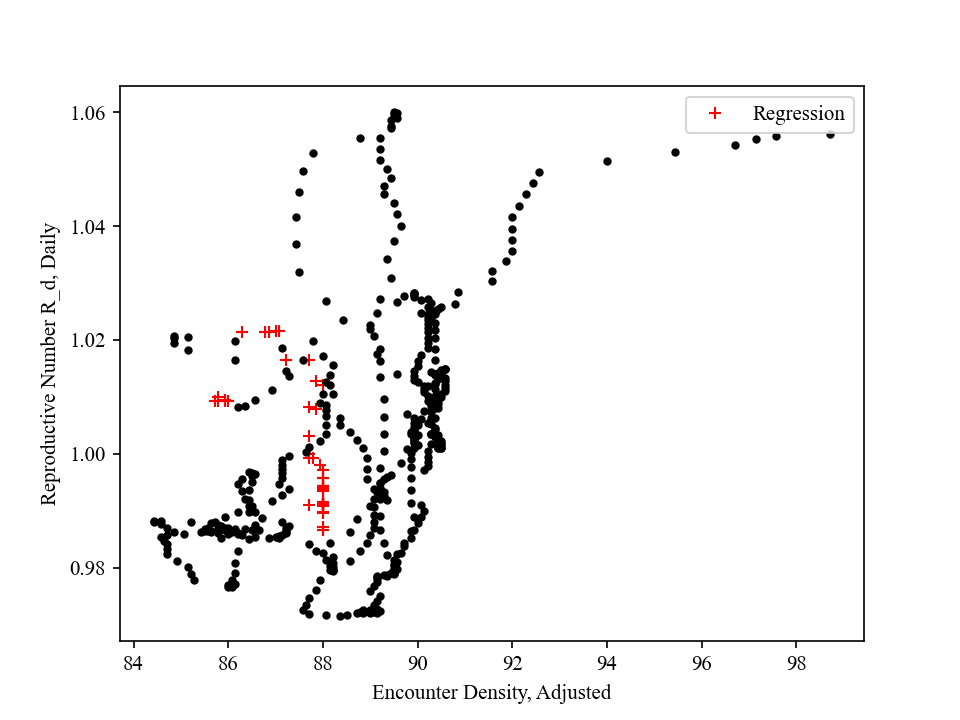 Regression
1.06
1.04
1.02
1.00
0.98
Reproductive Number R_d, Daily
84 86 88 90 92 94 96 98
Encounter Density, Adjusted